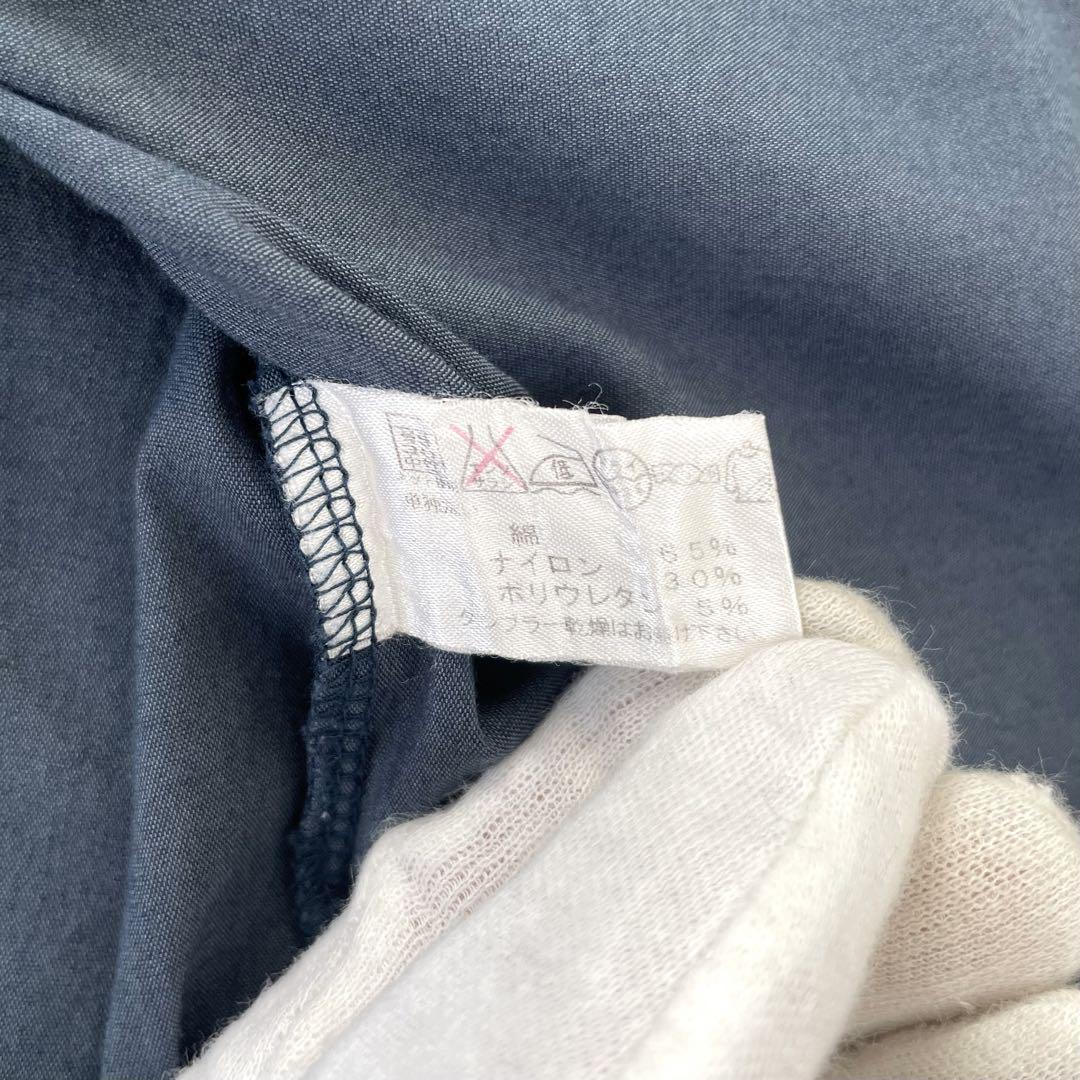 低
綿 65%
ナイロン 30%
ポリウレタン 5%
タンブラー乾燥はお避け下さい